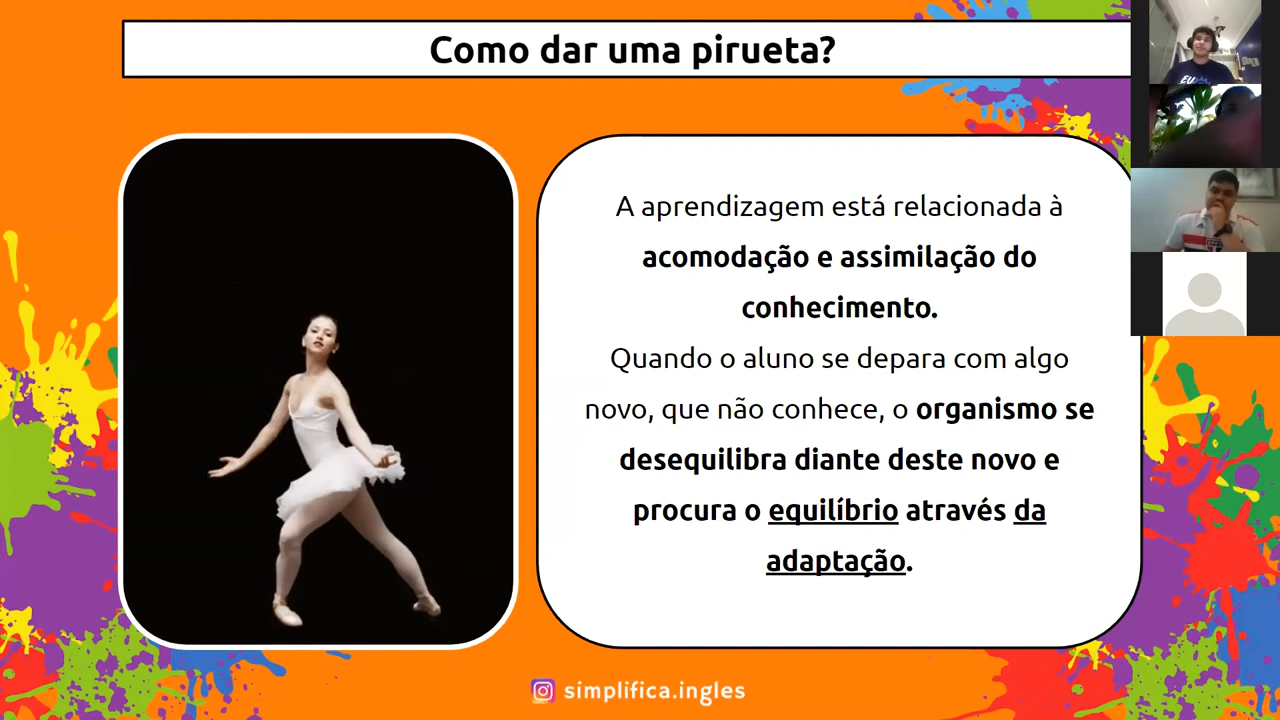 Como dar uma pirueta?
A aprendizagem está relacionada à
acomodação e assimilação do
conhecimento.
Quando o aluno se depara com algo
novo, que não conhece, o organismo se
desequilibra diante deste novo e
procura o equilíbrio através da
adaptação.
simplifica.ingles